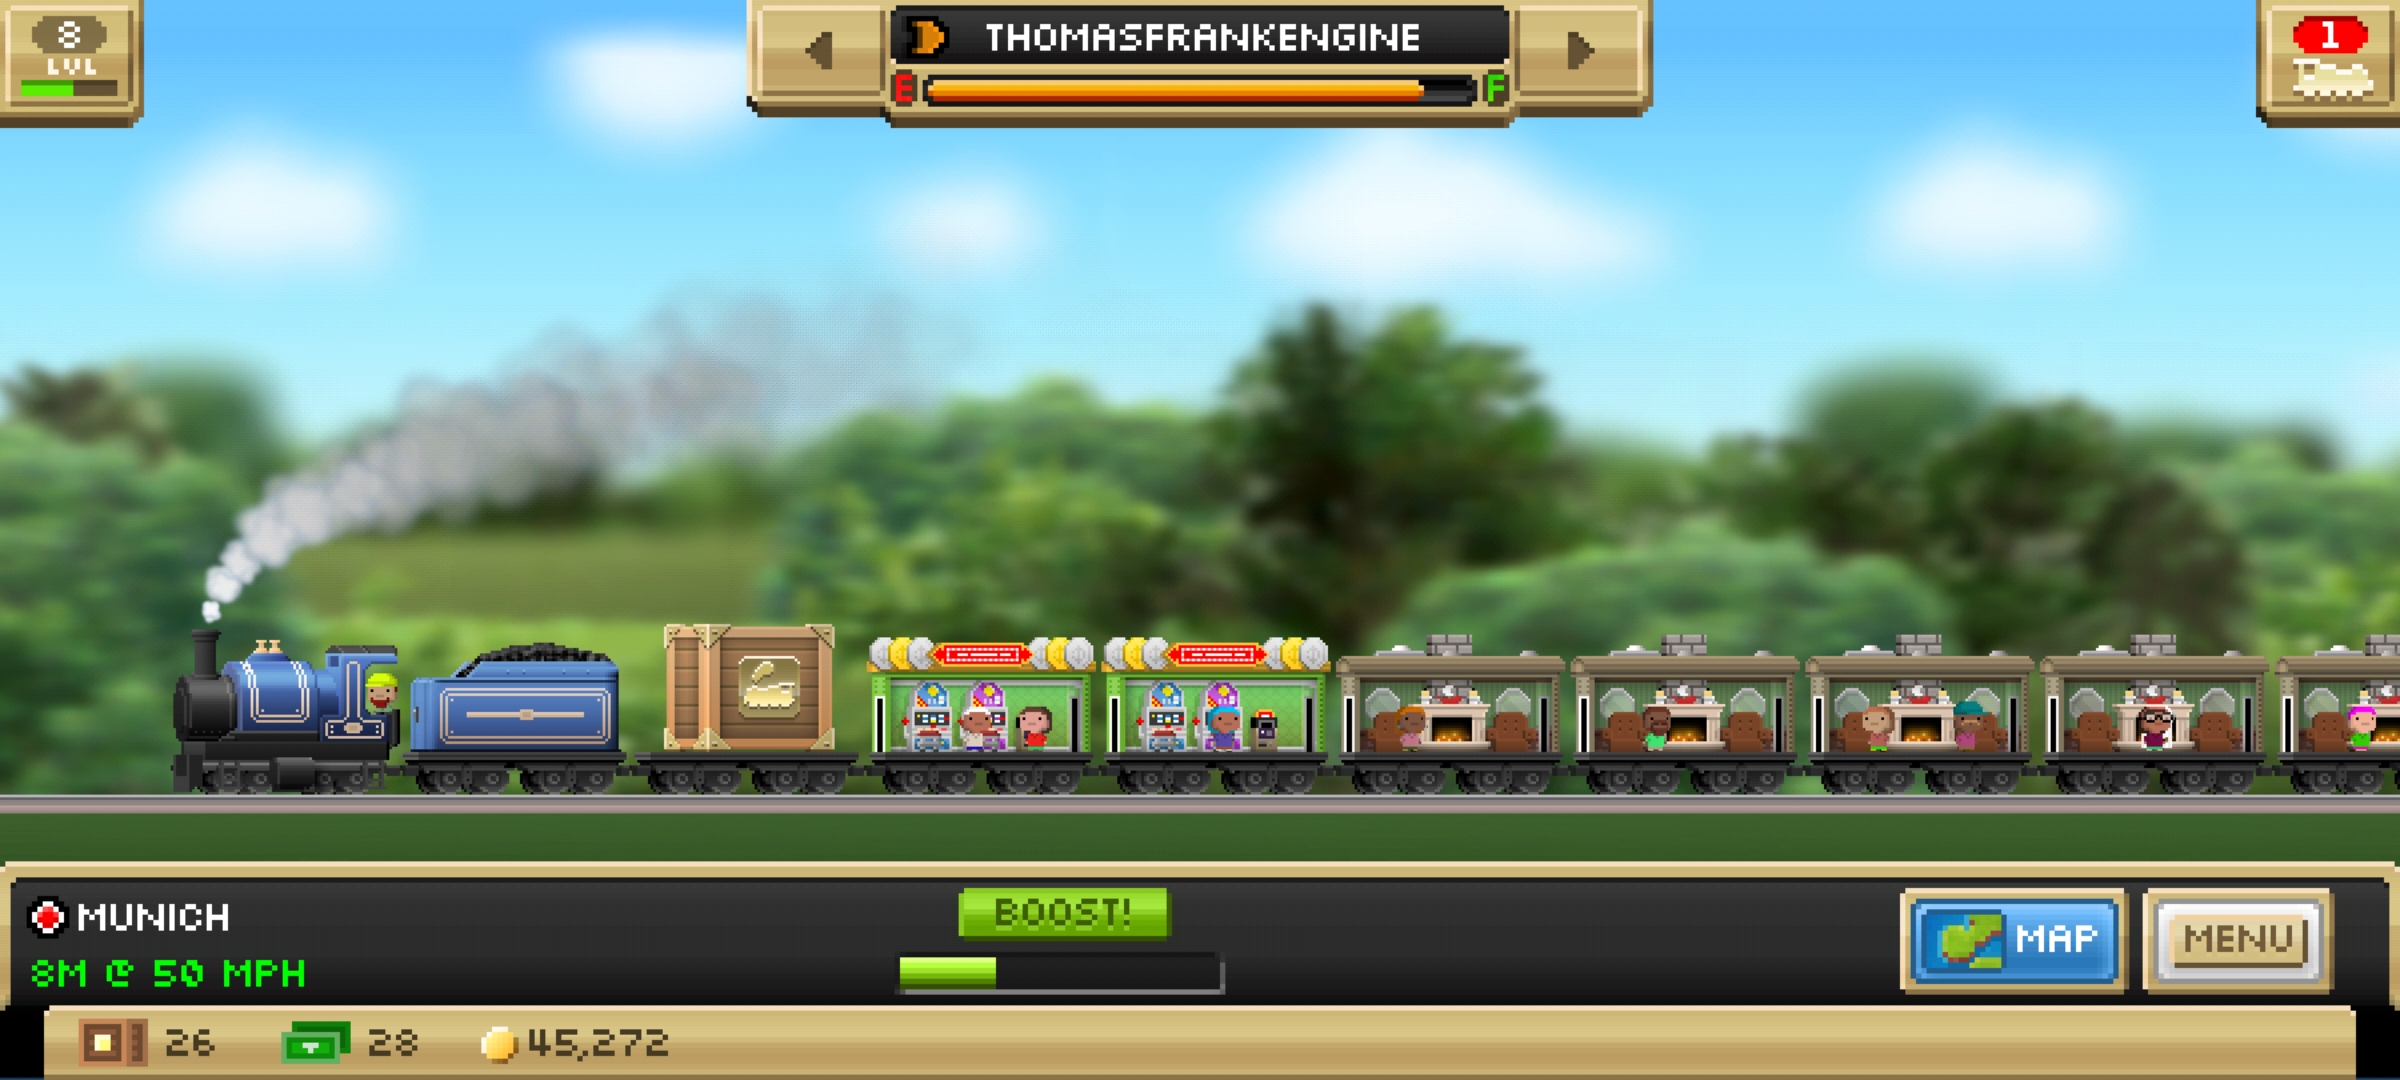 8
LVL
THOMASFRANKENGINE
E F
1
MUNICH
8M @ 50 MPH
BOOST!
MAP
MENU
26
28
45,272